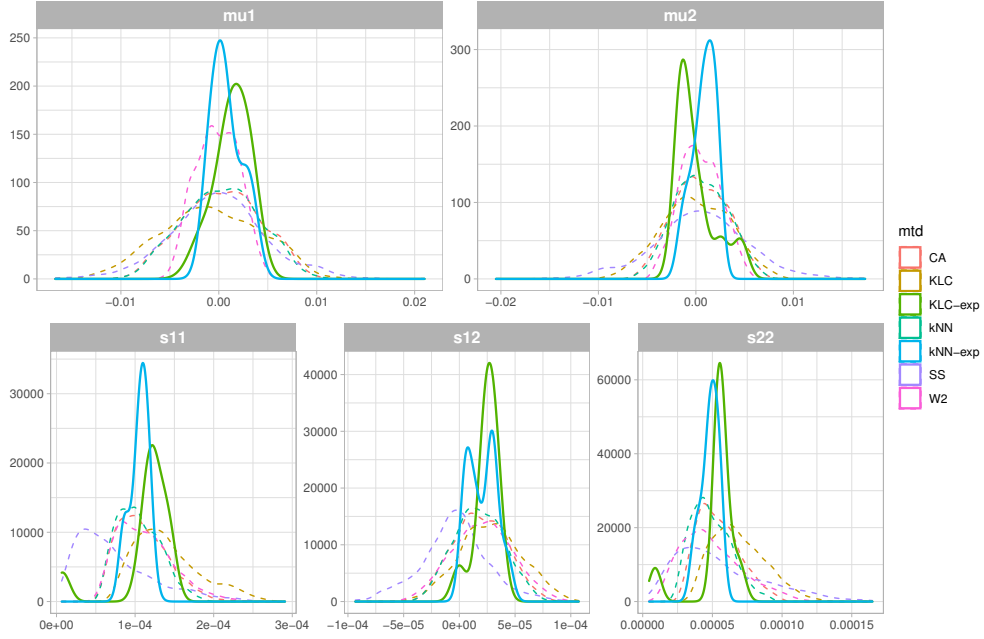 mu1
mu2
250
200
150
100
50
0
−0.01
0.00
0.01
0.02
300
200
100
0
−0.02
−0.01
0.00
0.01
s11
s12
s22
30000
20000
10000
0
0e+00
1e−04
2e−04
3e−04
40000
30000
20000
10000
0
−1e−04
−5e−05
0e+00
5e−05
1e−04
60000
40000
20000
0
0.00000
0.00005
0.00010
0.00015
mtd
CA
KLC
KLC−exp
kNN
kNN−exp
SS
W2